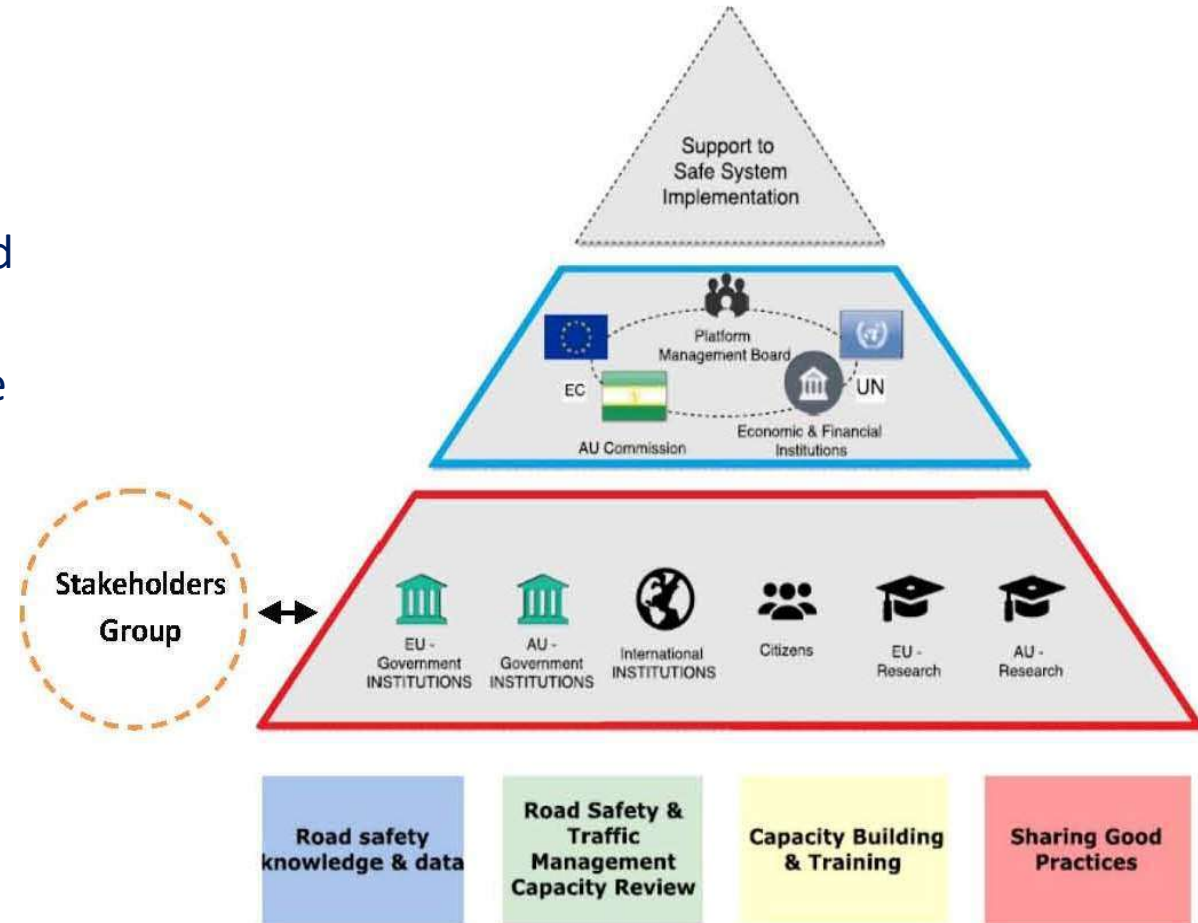 Support to
Safe System
Implementation
d
e
Platform
Management Board
EC
UN
AU Commission
Economic & Financial
Institutions
Stakeholders
Group
EU -
Government
INSTITUTIONS
AU -
Government
INSTITUTIONS
International
INSTITUTIONS
Citizens
EU -
Research
AU -
Research
Road safety
knowledge & data
Road Safety &
Traffic
Management
Capacity Review
Capacity Building
& Training
Sharing Good
Practices